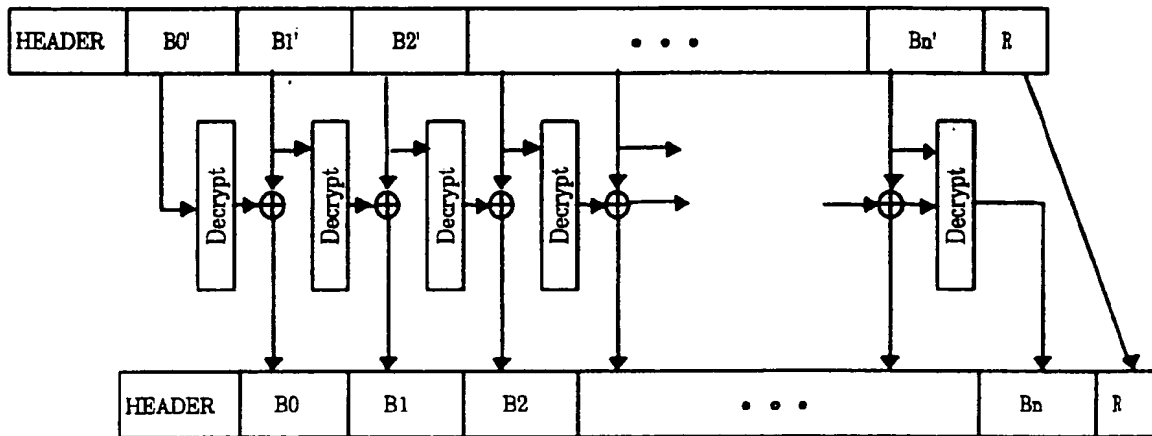 HEADER B0' B1' B2' • • • Bn' R
Decrypt Decrypt Decrypt Decrypt Decrypt
HEADER B0 B1 B2 • • • Bn R